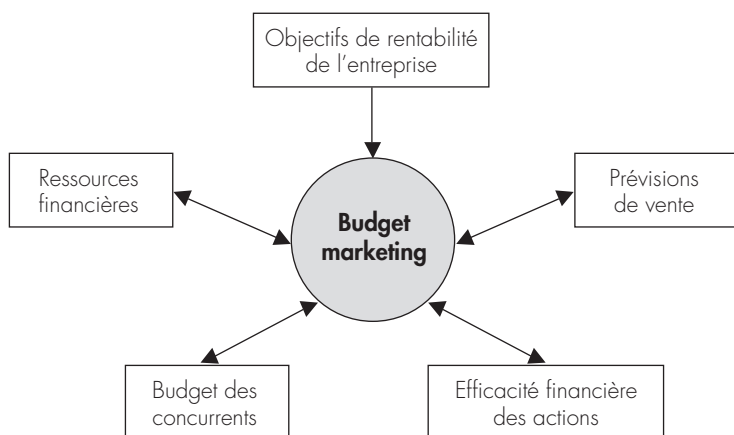 Objectifs de rentabilité
de l’entreprise
Ressources
financières
Prévisions
de vente
Budget
marketing
Budget des
concurrents
Efficacité financière
des actions